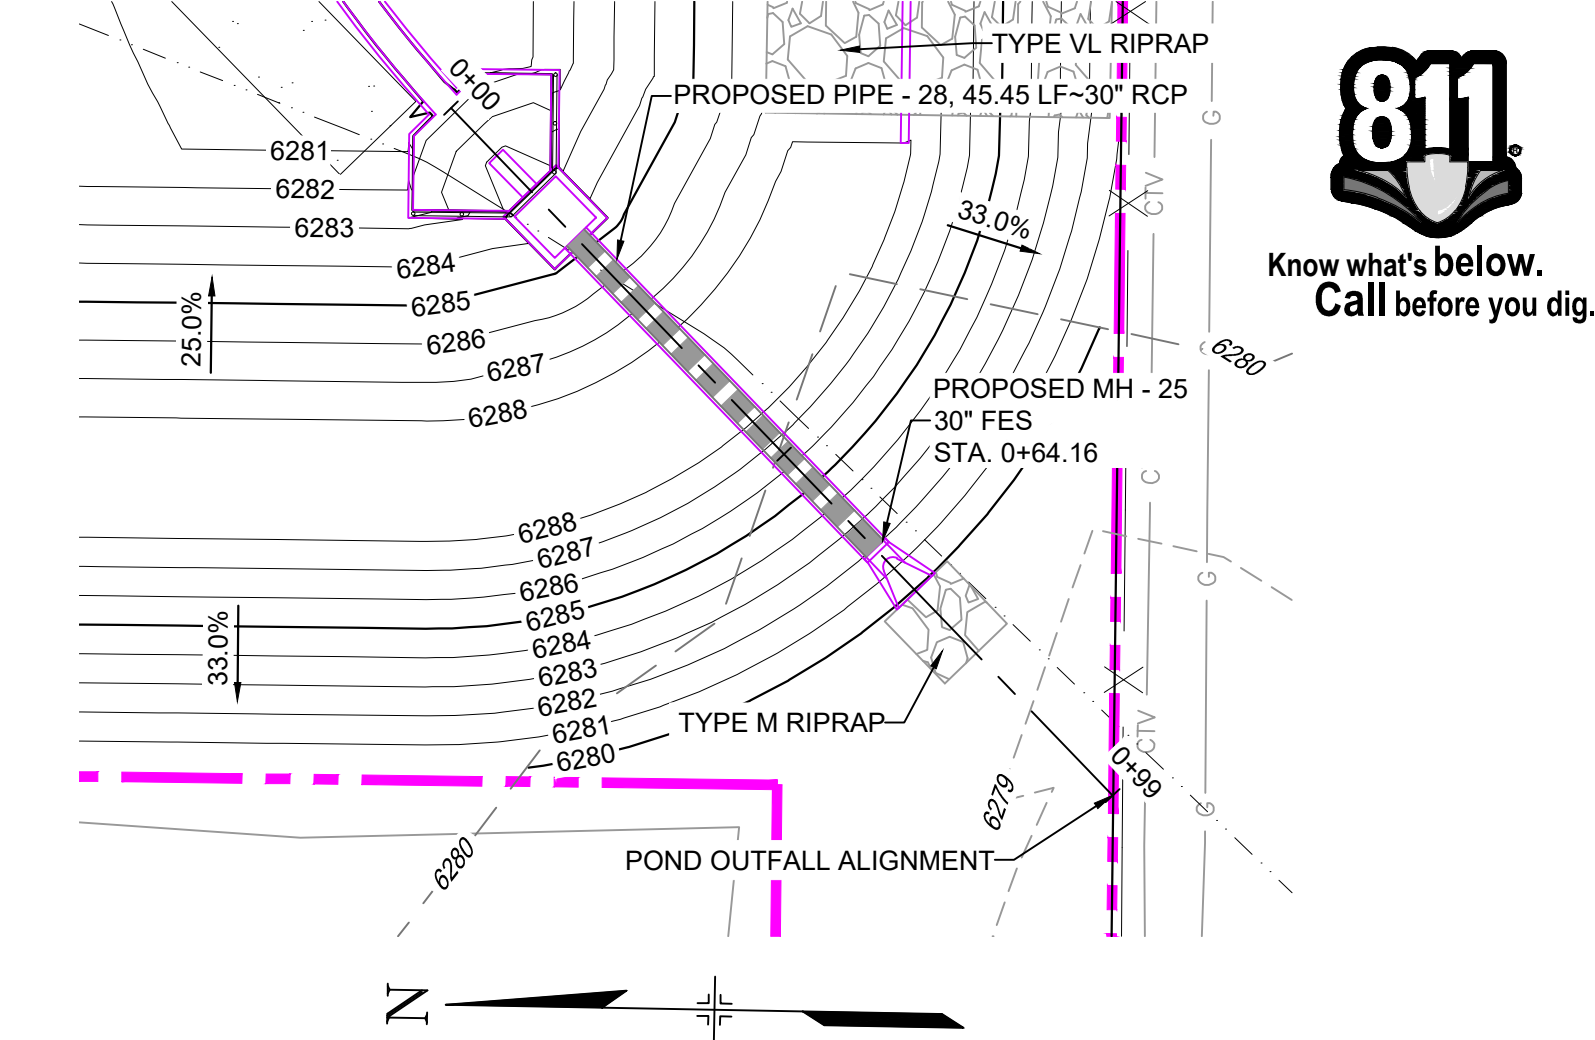 TYPE VL RIPRAP
0+00
PROPOSED PIPE - 28, 45.45 LF~30" RCP
811®
G
V
6281
6282
CTV
6283
33.0%
6284
Know what's below.
Call before you dig.
25.0%
6285
6286
G
6280
6287
6288
PROPOSED MH - 25
30" FES
STA. 0+64.16
C
6288
6287
G
6286
6285
33.0%
6284
6283
6282
6281
TYPE M RIPRAP
CTV
6280
0+99
6279
G
6280
POND OUTFALL ALIGNMENT
N